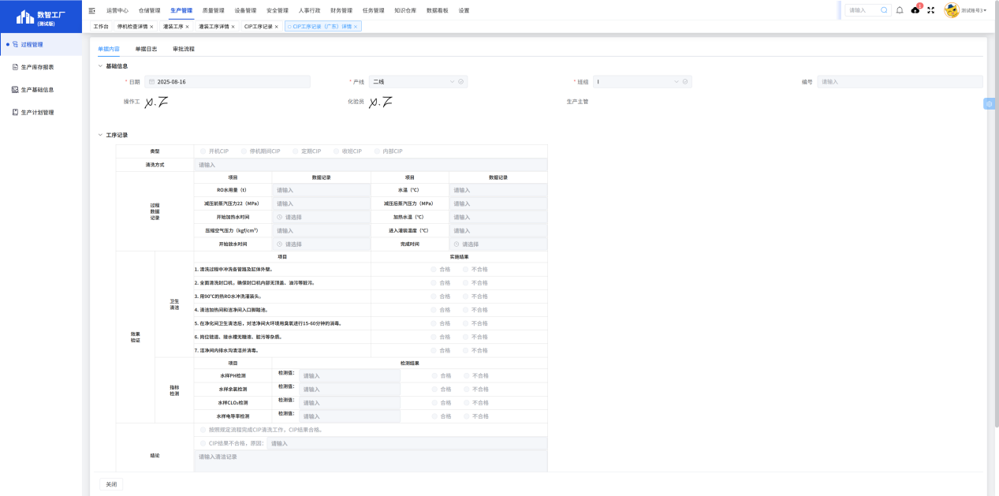 数智工厂
(测试版)
运营中心 仓储管理 生产管理 质量管理 设备管理 安全管理 人事行政 财务管理 任务管理 知识仓库 数据看板 设置
请输入
1
测试账号3
工作台 停机检查详情 × 灌装工序 × 灌装工序详情 × CIP工序记录 × CIP工序记录（广东）详情 ×
过程管理
生产库存报表
生产基础信息
生产计划管理
单据内容 单据日志 审批流程
基础信息
* 日期 2025-08-16 * 产线 二线 * 班组 I 编号 请输入
操作工 X.Z 化验员 X.Z 生产主管
工序记录
类型 开机CIP 停机期间CIP 定期CIP 收班CIP 内部CIP
清洗方式 请输入
过程
数据
记录
项目 数据记录 项目 数据记录
RO水用量（t） 请输入 水温（℃） 请输入
减压前蒸汽压力22（MPa） 请输入 减压后蒸汽压力（MPa） 请输入
开始加热水时间 请选择 加热水温（℃） 请输入
压缩空气压力（kgf/cm²） 请输入 进入灌装温度（℃） 请输入
开始放水时间 请选择 完成时间 请选择
效果
验证
卫生
清洁
项目 实施结果
1. 清洗过程中冲洗各管路及缸体外壁。 合格 不合格
2. 全面清洗封口机，确保封口机内部无顶盖、油污等脏污。 合格 不合格
3. 用90℃的热RO水冲洗灌装头。 合格 不合格
4. 清洁加热间和洁净间入口脚踏池。 合格 不合格
5. 在净化间卫生清洁后，对洁净间大环境用臭氧进行15-60分钟的消毒。 合格 不合格
6. 岗位链道、接水槽无糖液、脏污等杂质。 合格 不合格
7. 洁净间内排水沟清洁并消毒。 合格 不合格
指标
检测
项目 检测结果
水样PH检测 检测值: 请输入 合格 不合格
水样余氯检测 检测值: 请输入 合格 不合格
水样CLO₂检测 检测值: 请输入 合格 不合格
水样电导率检测 检测值: 请输入 合格 不合格
结论
按照规定流程完成CIP清洗工作，CIP结果合格。
CIP结果不合格，原因: 请输入
请输入清洁记录
关闭